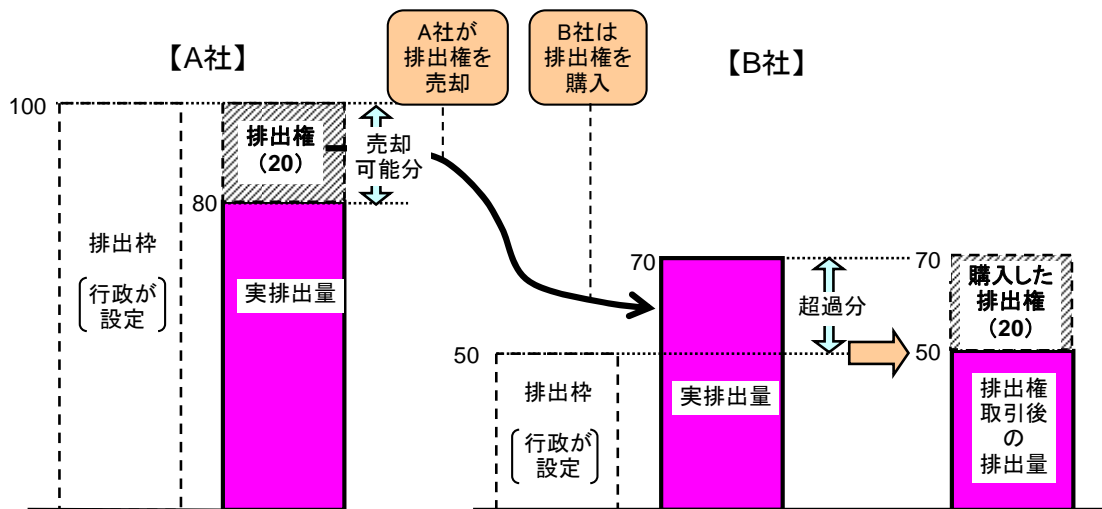 【A社】
A社が
排出権を
売却
B社は
排出権を
購入
【B社】
100
排出権
（20）
売却
可能分
80
排出枠
行政が
設定
実排出量
70
超過分
70
購入した
排出権
（20）
50
排出枠
行政が
設定
実排出量
50
排出権
取引後
の
排出量